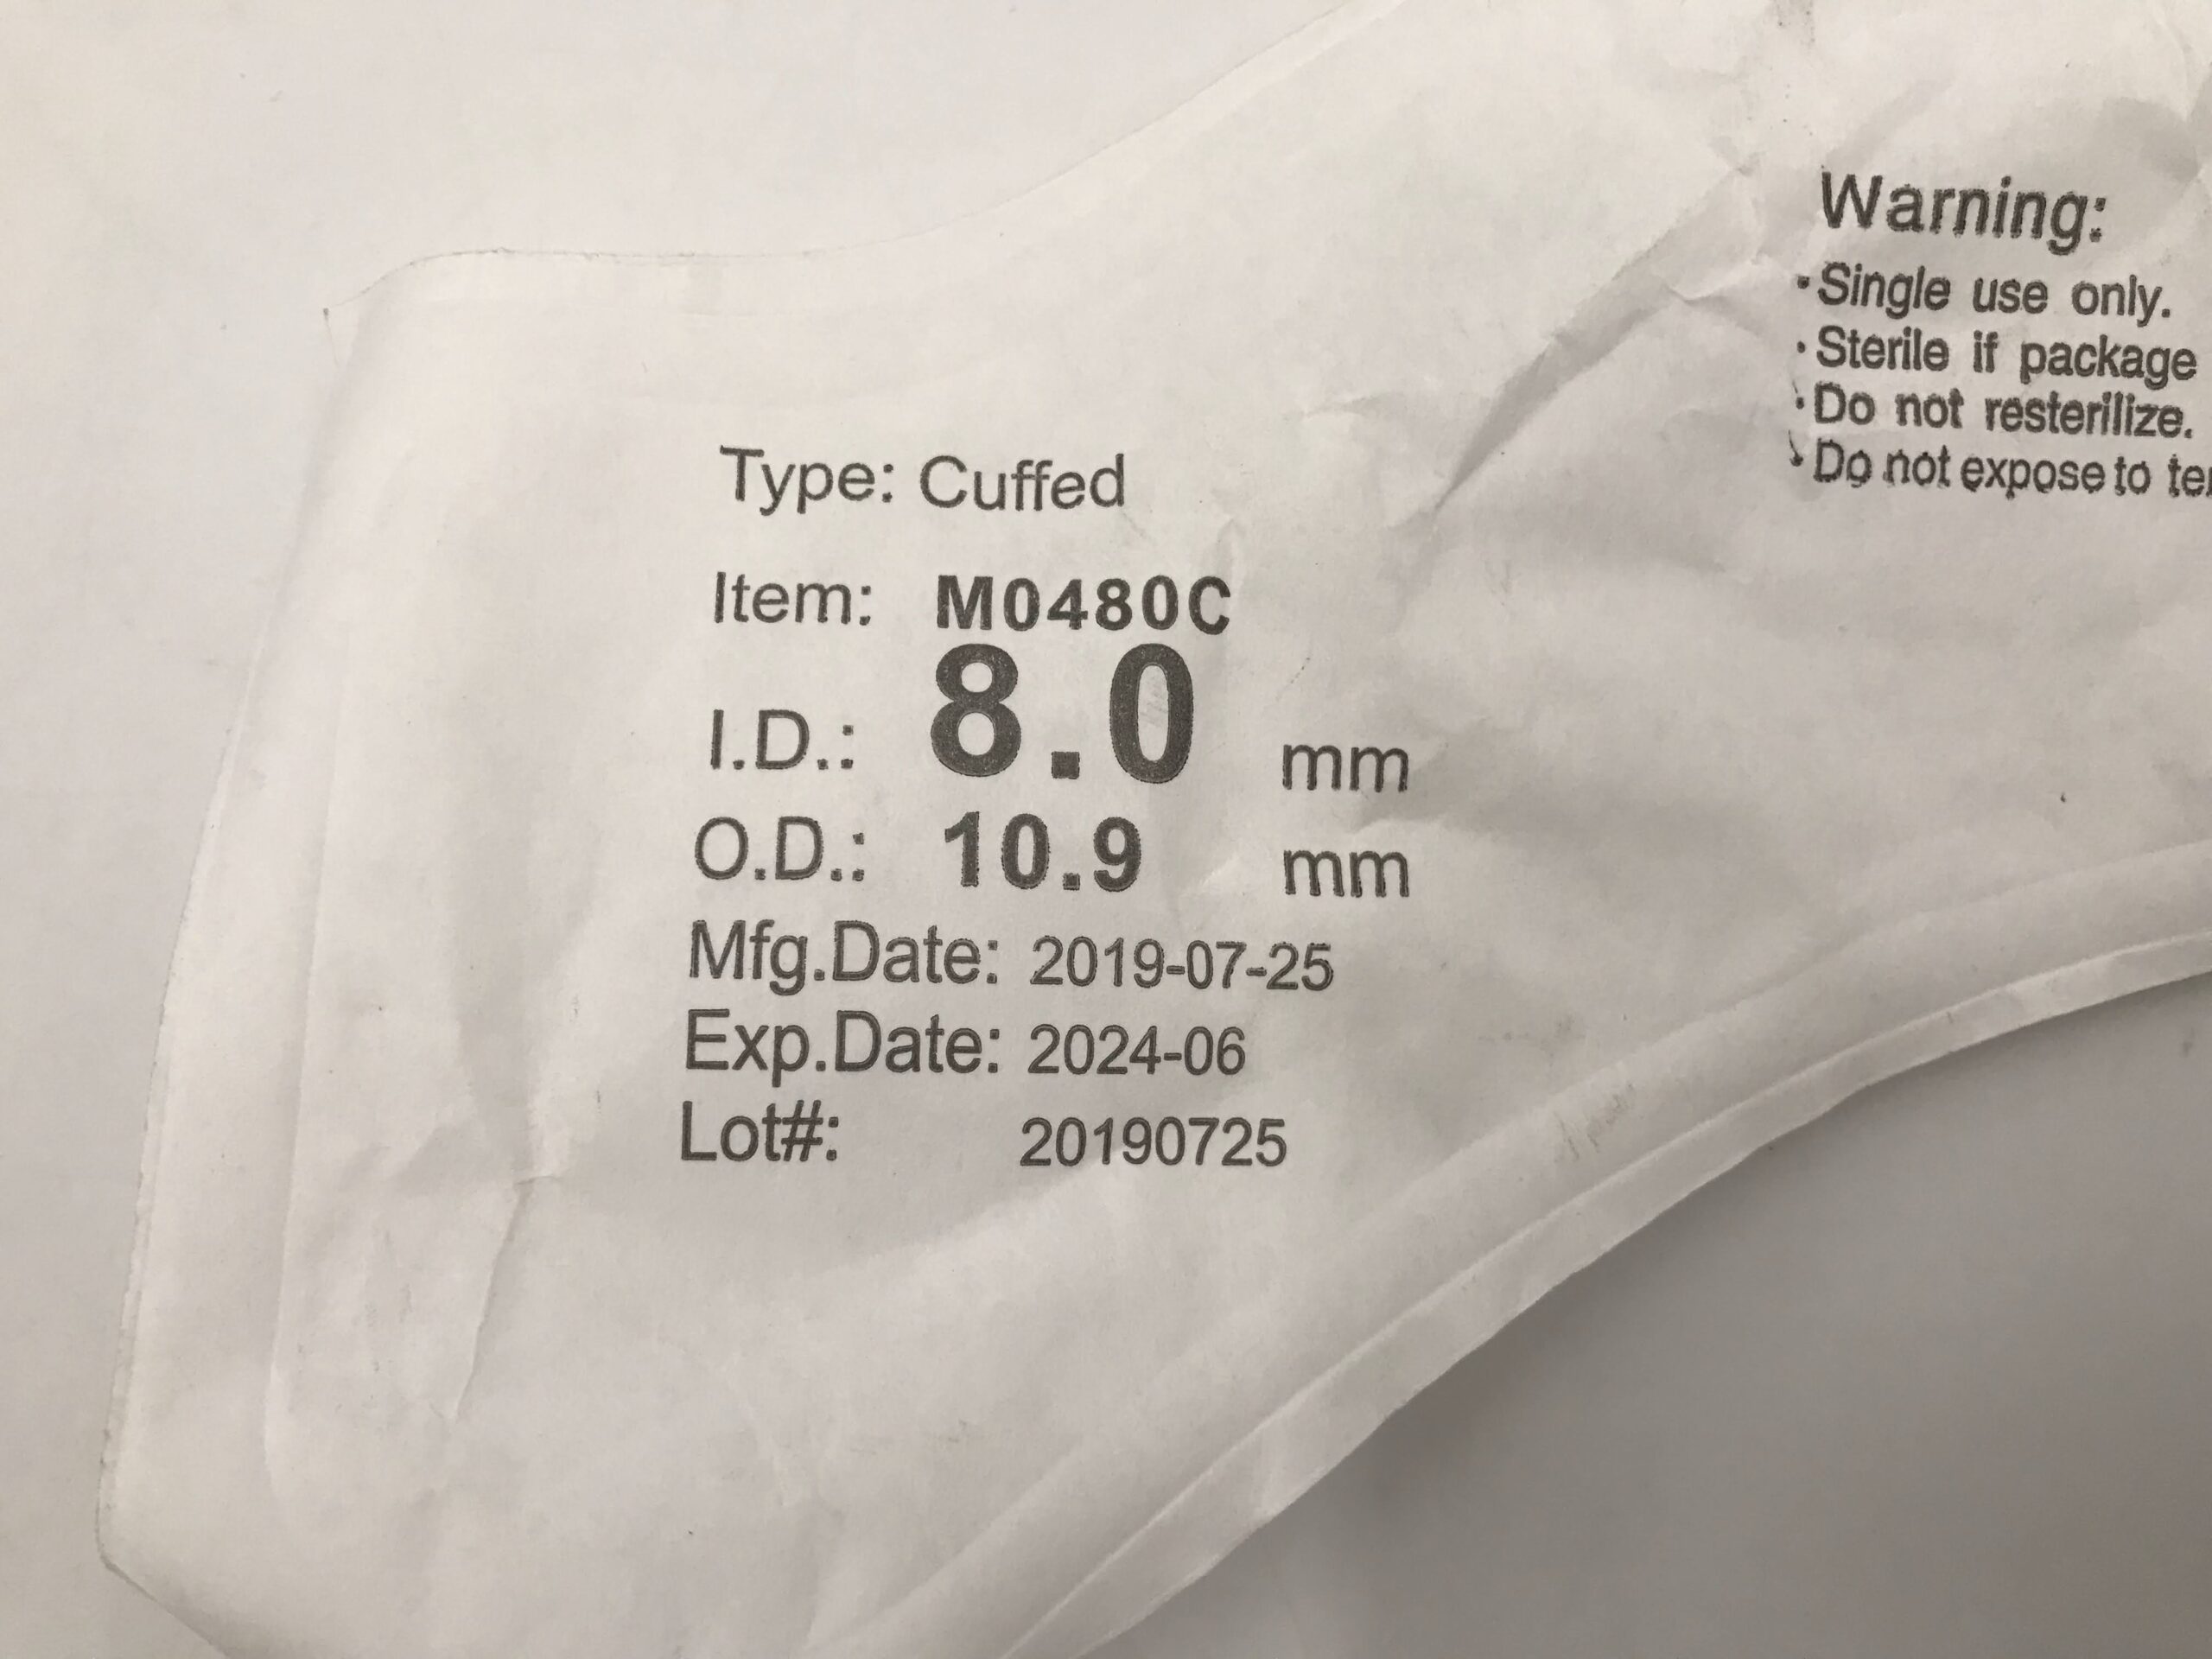 Type: Cuffed
Item: M0480C
I.D.: 8.0 mm
O.D.: 10.9 mm
Mfg.Date: 2019-07-25
Exp.Date: 2024-06
Lot#: 20190725
Warning:
·Single use only.
·Sterile if package
·Do not resterilize.
·Do not expose to